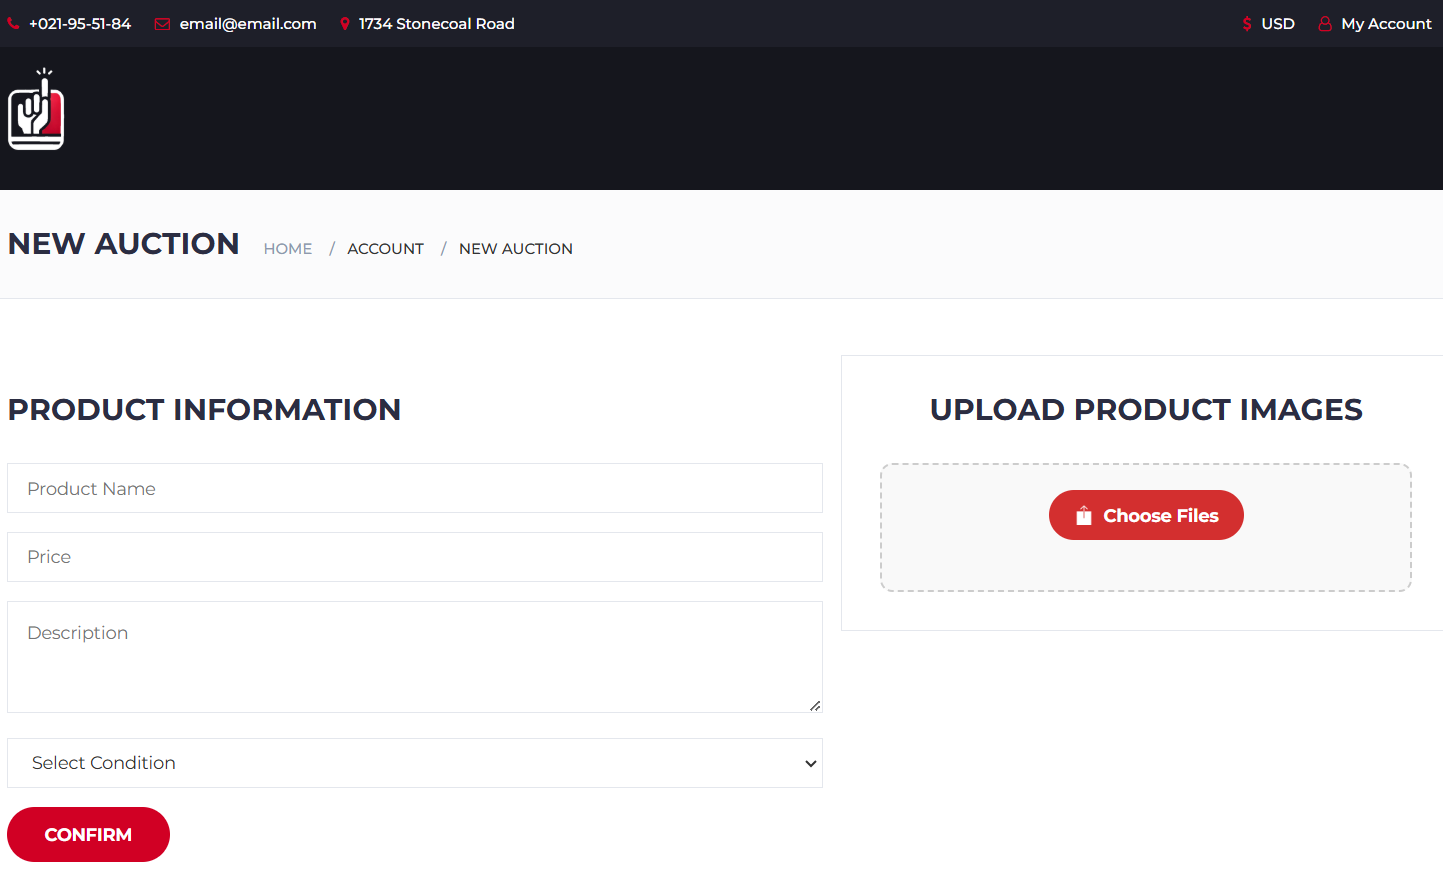 +021-95-51-84 email@email.com 1734 Stonecoal Road $ USD My Account
NEW AUCTION HOME / ACCOUNT / NEW AUCTION
PRODUCT INFORMATION
Product Name
Price
Description
Select Condition
CONFIRM
UPLOAD PRODUCT IMAGES
Choose Files